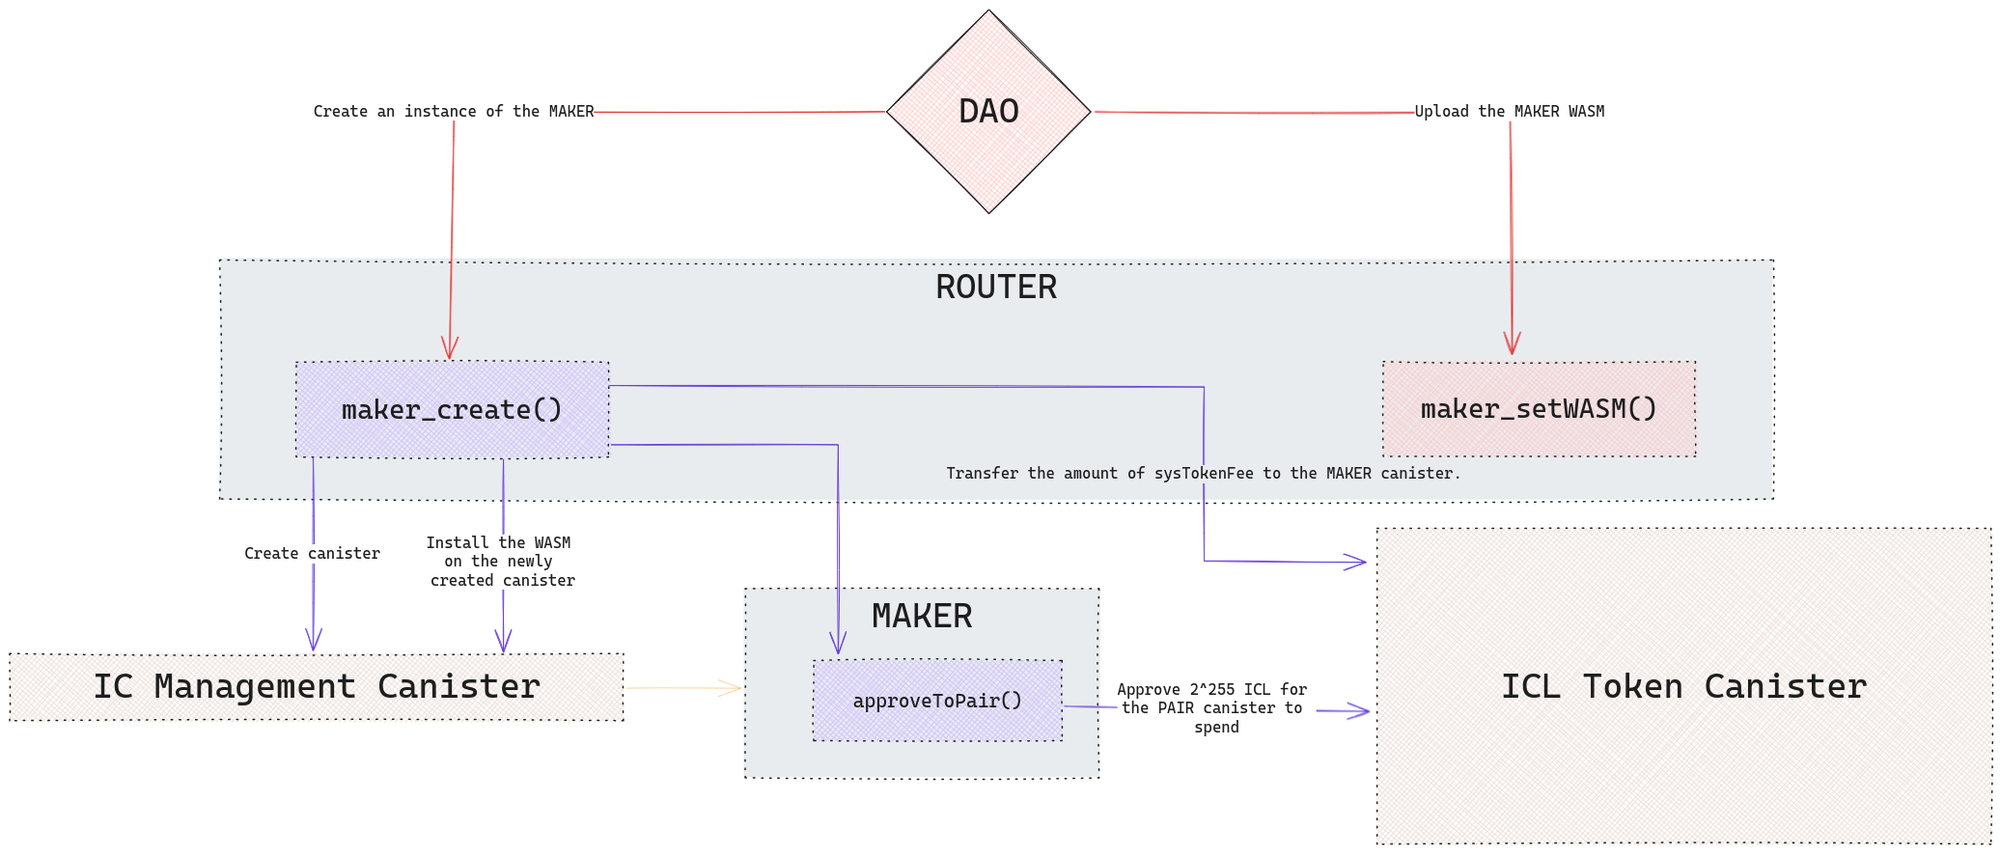 DAO
Create an instance of the MAKER
Upload the MAKER WASM
ROUTER
maker_create()
maker_setWASM()
Transfer the amount of sysTokenFee to the MAKER canister.
Create canister
Install the WASM
on the newly
created canister
MAKER
IC Management Canister
approveToPair()
Approve 2^255 ICL for
the PAIR canister to
spend
ICL Token Canister